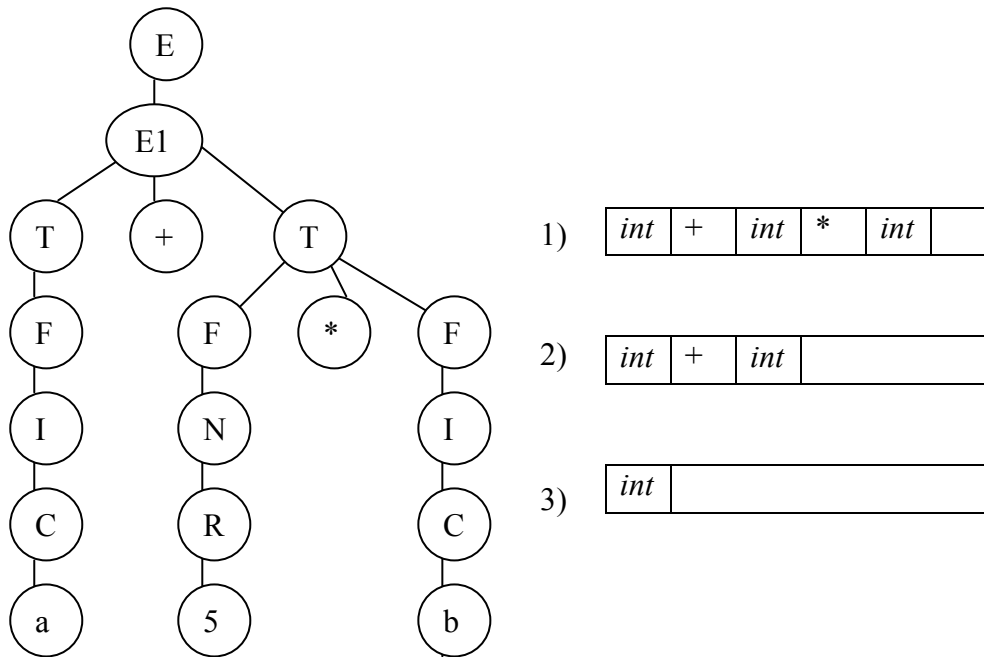 E
E1
T + T
1) int + int * int
F F * F
2) int + int
I N I
3) int
C R C
a 5 b